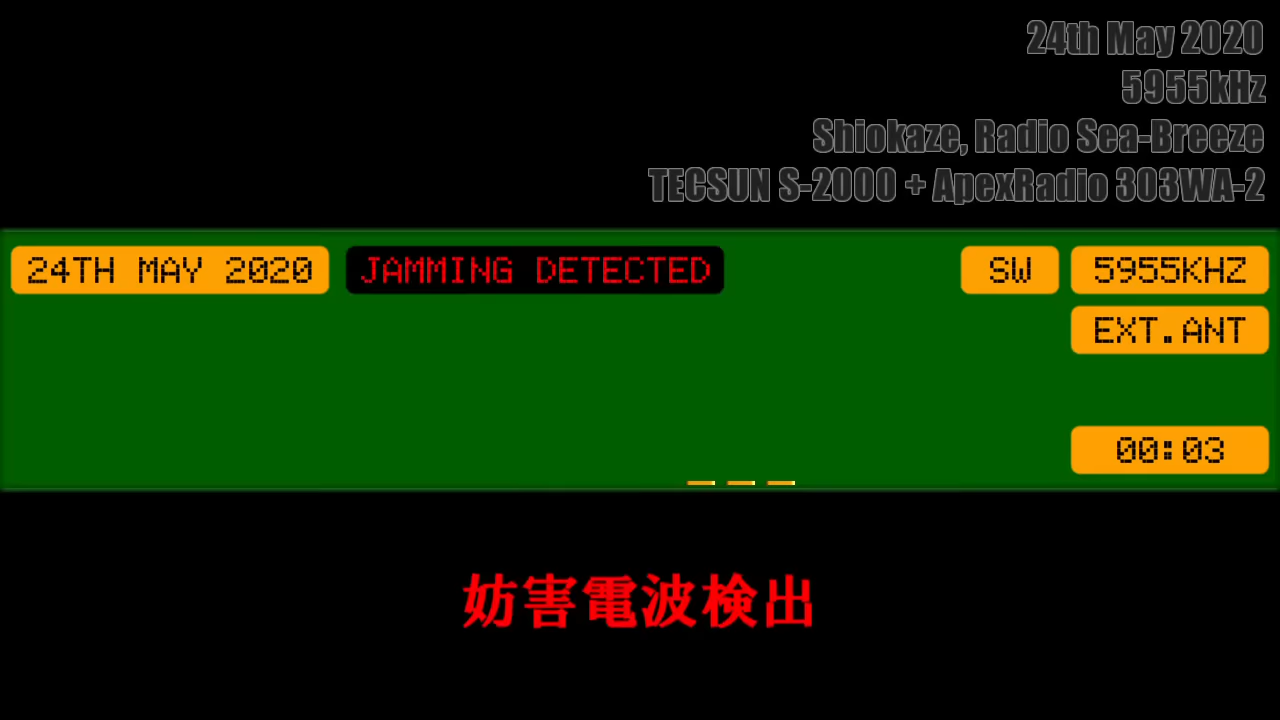 24th May 2020
5955kHz
Shiokaze, Radio Sea-Breeze
TECSUN S-2000 + ApexRadio 303WA-2
24TH MAY 2020 JAMMING DETECTED SW 5955KHZ
EXT.ANT
00:03
妨害電波検出